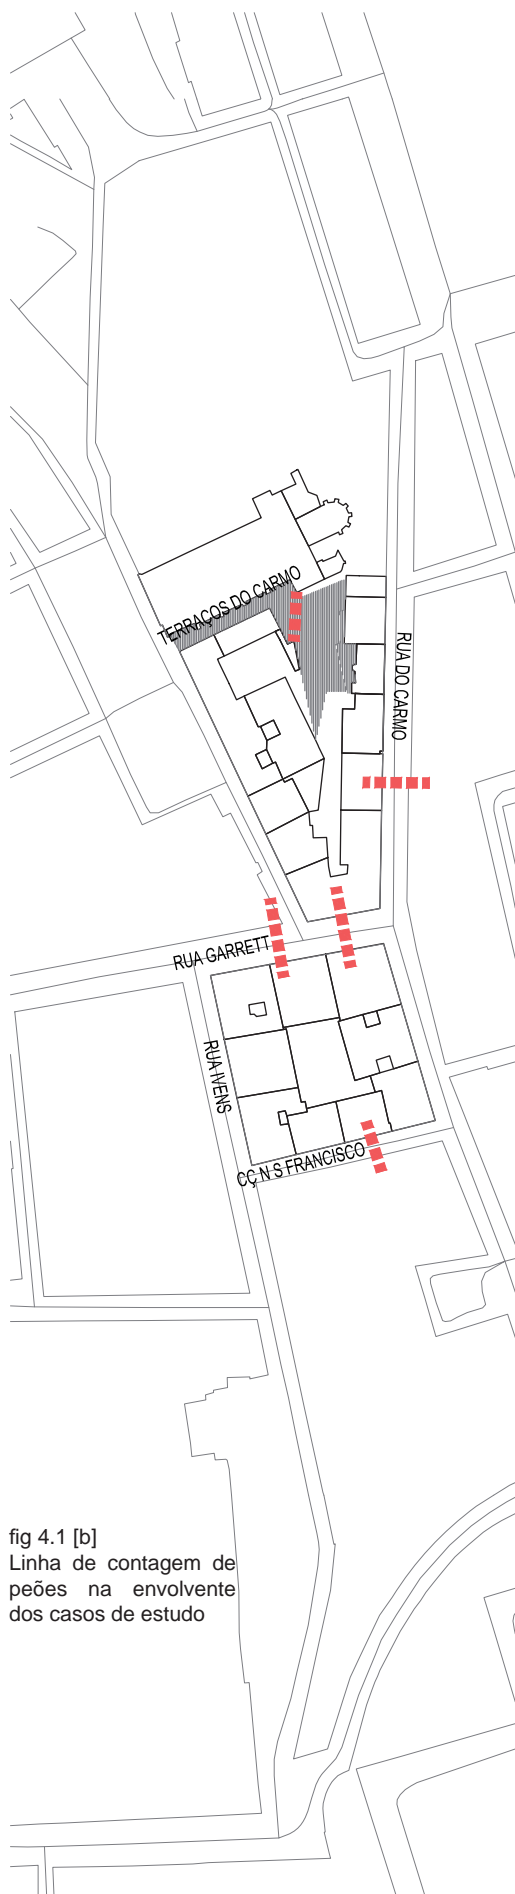 TERRAÇOS DO CARMO
RUA DO CARMO
RUA GARRETT
RUA IVENS
CÇ N S FRANCISCO
fig 4.1 [b]
Linha de contagem de
peões na envolvente
dos casos de estudo